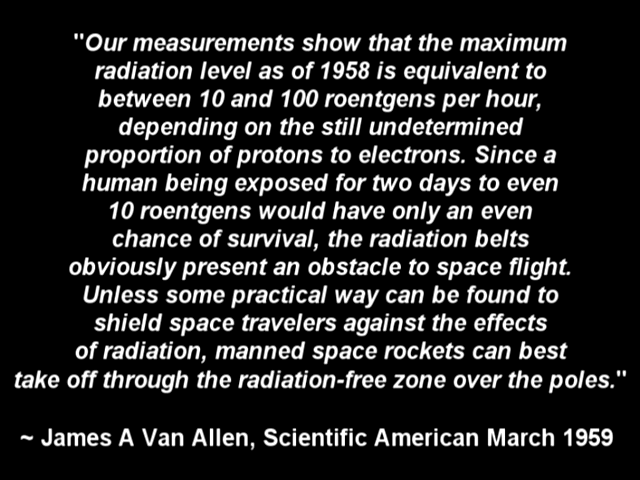 "Our measurements show that the maximum
radiation level as of 1958 is equivalent to
between 10 and 100 roentgens per hour,
depending on the still undetermined
proportion of protons to electrons. Since a
human being exposed for two days to even
10 roentgens would have only an even
chance of survival, the radiation belts
obviously present an obstacle to space flight.
Unless some practical way can be found to
shield space travelers against the effects
of radiation, manned space rockets can best
take off through the radiation-free zone over the poles."
~ James A Van Allen, Scientific American March 1959